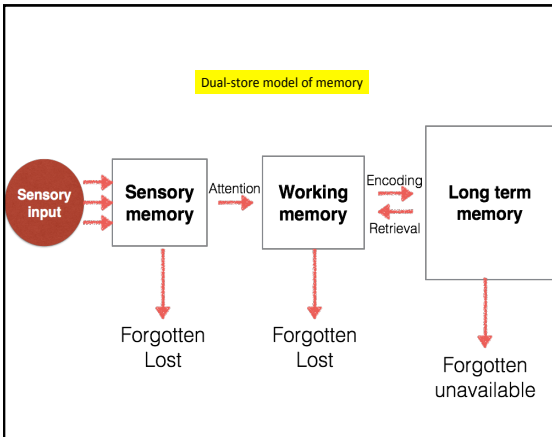 Dual-store model of memory
Sensory
input
Sensory
memory
Attention
Working
memory
Encoding
Retrieval
Long term
memory
Forgotten
Lost
Forgotten
Lost
Forgotten
unavailable